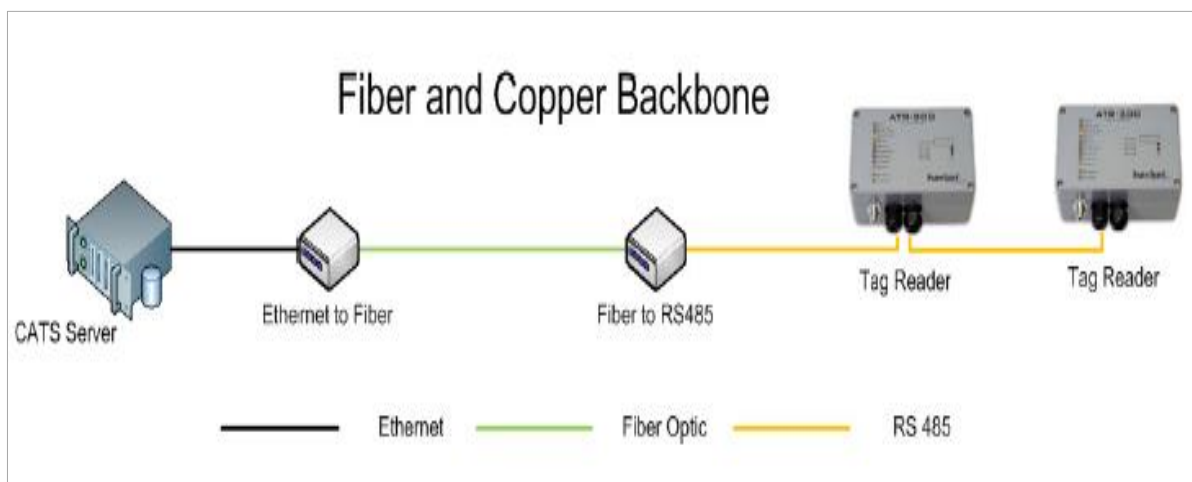 Fiber and Copper Backbone
CATS Server
Ethernet to Fiber
Fiber to RS485
Tag Reader
Tag Reader
Ethernet
Fiber Optic
RS 485